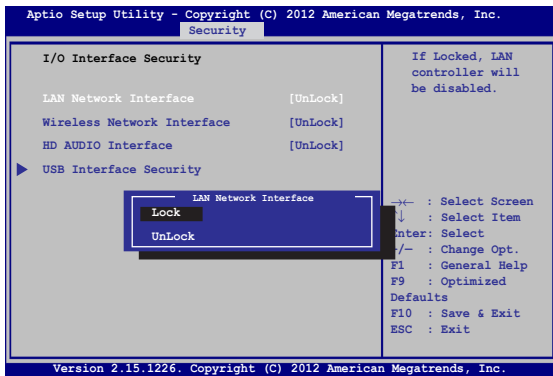 Aptio Setup Utility - Copyright (C) 2012 American Megatrends, Inc.
Security
I/O Interface Security
LAN Network Interface [UnLock]
Wireless Network Interface [UnLock]
HD AUDIO Interface [UnLock]
USB Interface Security
If Locked, LAN
controller will
be disabled.
LAN Network Interface
Lock
UnLock
→← : Select Screen
↓ : Select Item
nter: Select
/— : Change Opt.
F1 : General Help
F9 : Optimized
Defaults
F10 : Save & Exit
ESC : Exit
Version 2.15.1226. Copyright (C) 2012 American Megatrends, Inc.